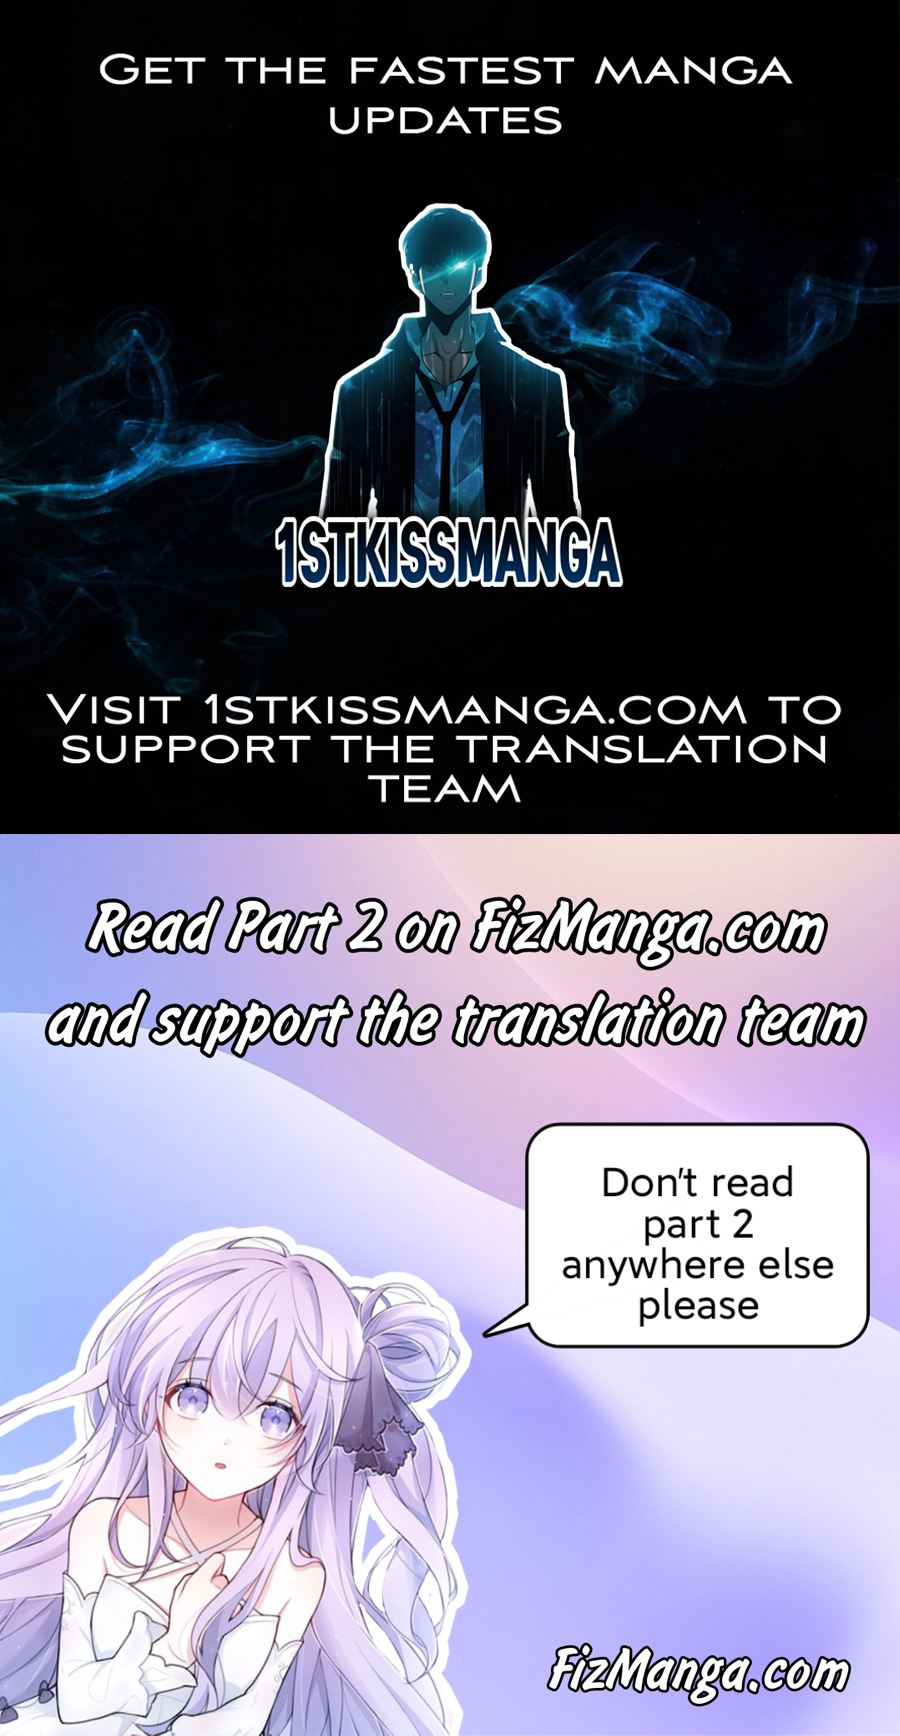 GET THE FASTEST MANGA
UPDATES
1STKISSMANGA
VISIT 1STKISSMANGA.COM TO
SUPPORT THE TRANSLATION
TEAM
Read Part 2 on FizManga.com
and support the translation team
Don't read
part 2
anywhere else
please
FizManga.com